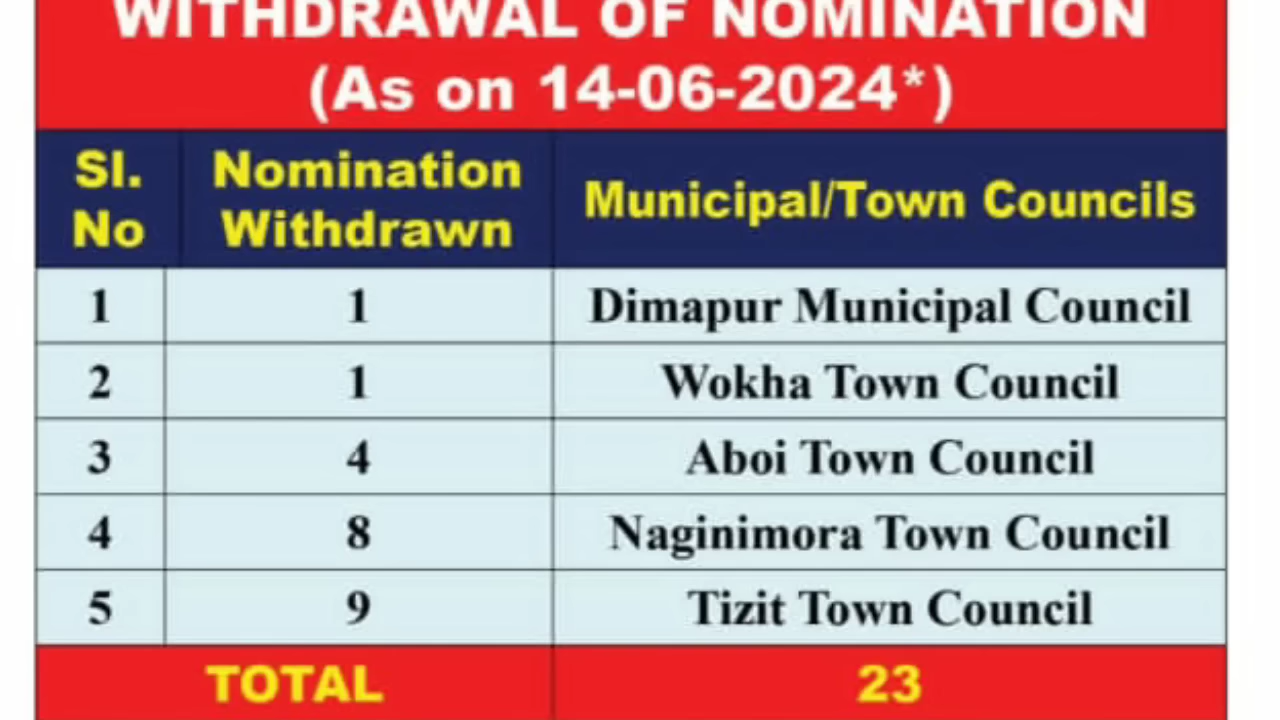 WITHDRAWAL OF NOMINATION
(As on 14-06-2024*)
Sl. No Nomination Withdrawn Municipal/Town Councils
1 1 Dimapur Municipal Council
2 1 Wokha Town Council
3 4 Aboi Town Council
4 8 Naginimora Town Council
5 9 Tizit Town Council
TOTAL 23